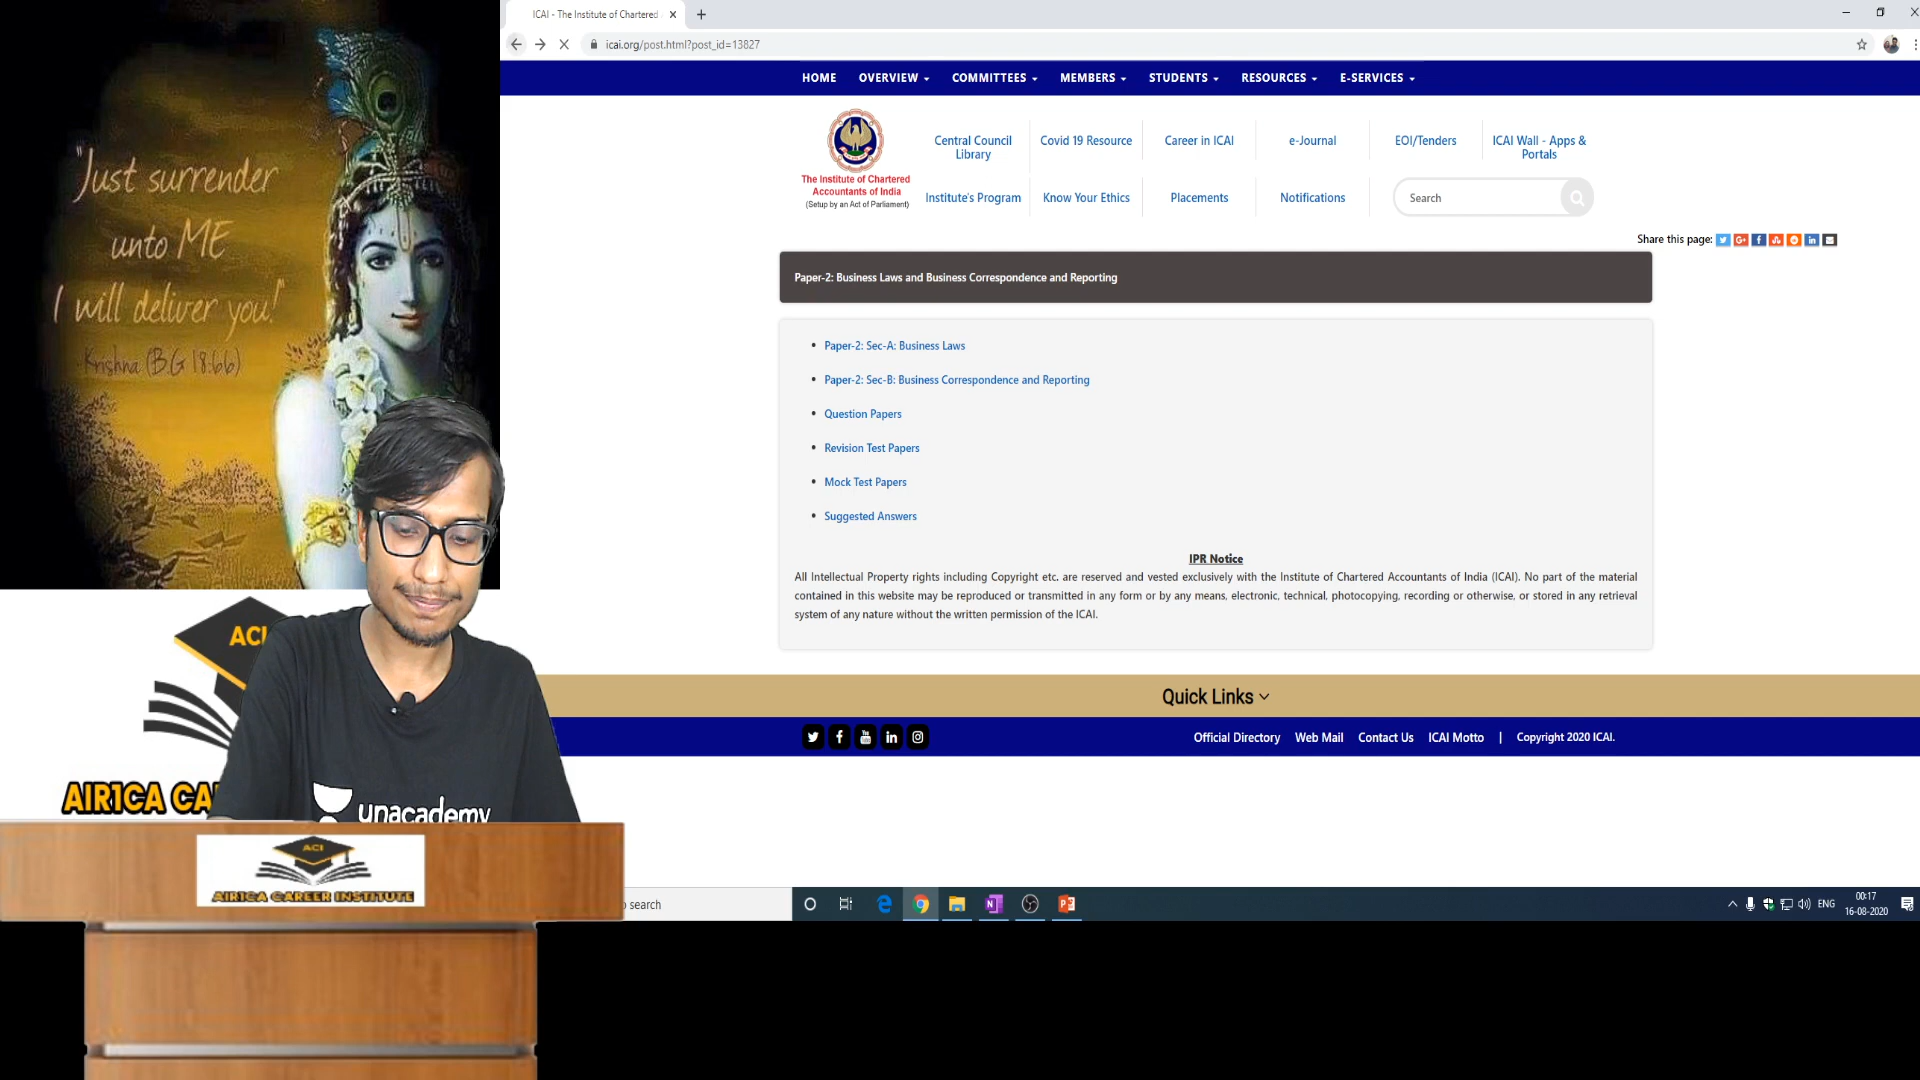 "Just surrender
unto ME
I will deliver you!"
Krishna (B.G 18:66)
ACI
AIR1CA CA
unacademy
ACI
AIR1CA CAREER INSTITUTE
ICAI - The Institute of Chartered
icai.org/post.html?post_id=13827
HOME OVERVIEW COMMITTEES MEMBERS STUDENTS RESOURCES E-SERVICES
The Institute of Chartered
Accountants of India
(Setup by an Act of Parliament)
Central Council
Library
Covid 19 Resource
Career in ICAI
e-Journal
EOI/Tenders
ICAI Wall - Apps &
Portals
Institute's Program
Know Your Ethics
Placements
Notifications
Search
Share this page:
Paper-2: Business Laws and Business Correspondence and Reporting
• Paper-2: Sec-A: Business Laws
• Paper-2: Sec-B: Business Correspondence and Reporting
• Question Papers
• Revision Test Papers
• Mock Test Papers
• Suggested Answers
IPR Notice
All Intellectual Property rights including Copyright etc. are reserved and vested exclusively with the Institute of Chartered Accountants of India (ICAI). No part of the material
contained in this website may be reproduced or transmitted in any form or by any means, electronic, technical, photocopying, recording or otherwise, or stored in any retrieval
system of any nature without the written permission of the ICAI.
Quick Links
Official Directory Web Mail Contact Us ICAI Motto | Copyright 2020 ICAI.
o search
ENG
00:17
16-08-2020